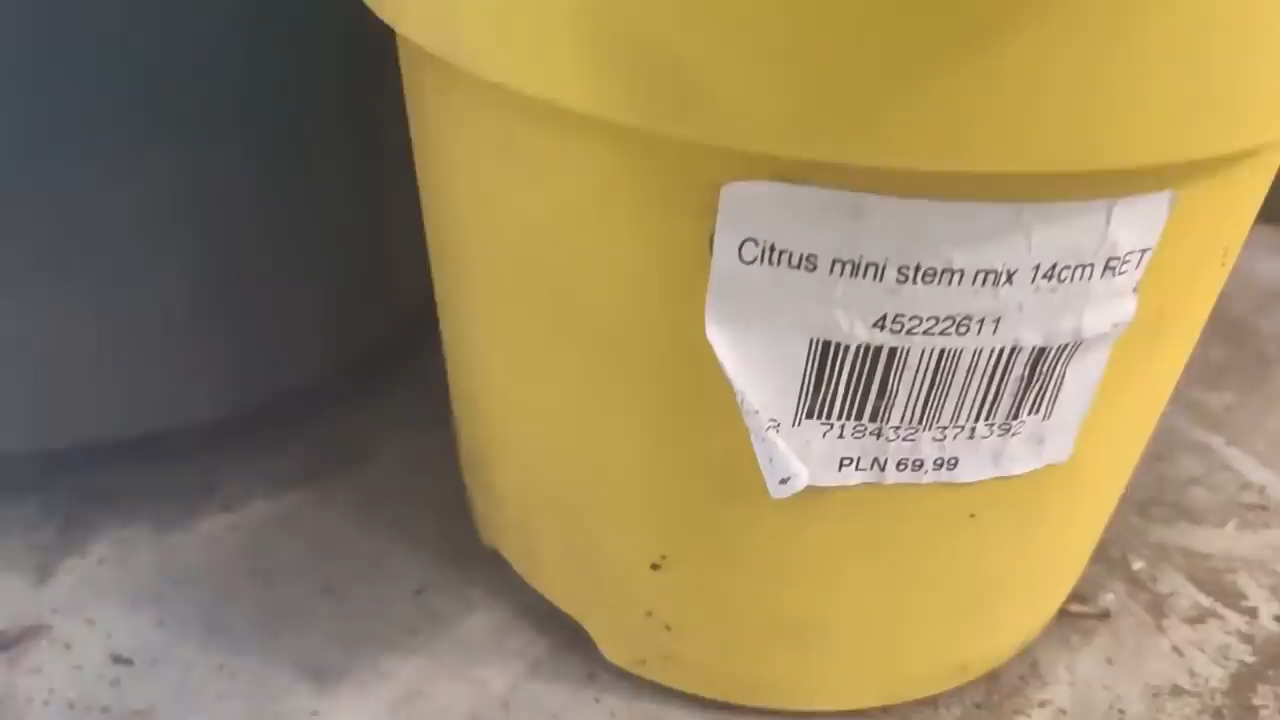 Citrus mini stem mix 14cm RET
45222611
718432 371392
PLN 69,99